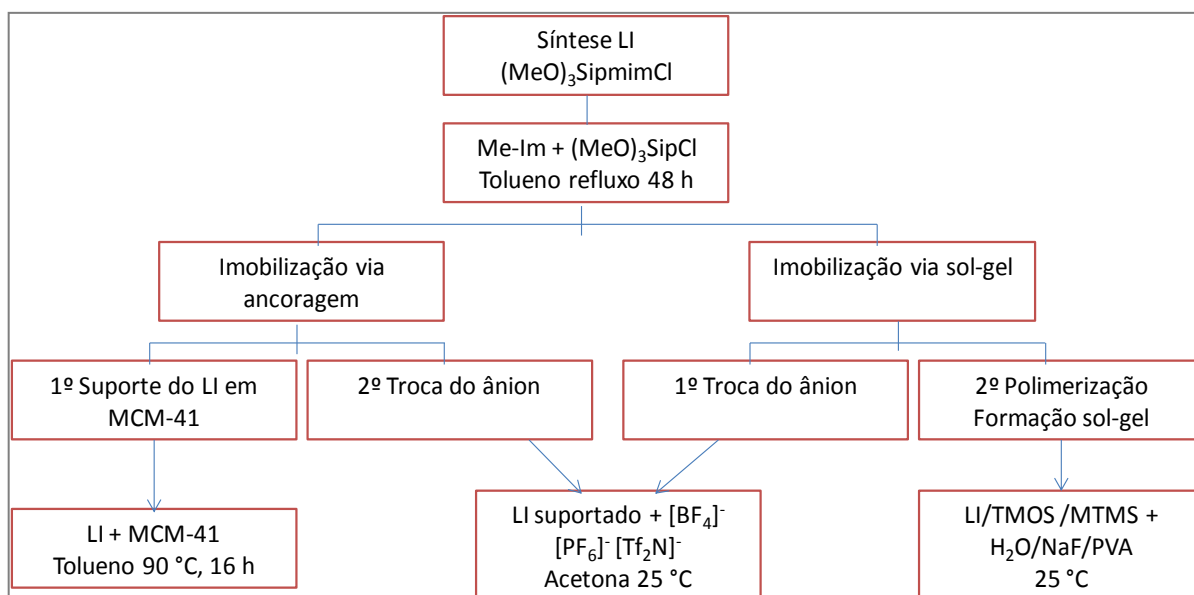 Síntese LI
(MeO)₃SipmimCl
Me-Im + (MeO)₃SipCl
Tolueno refluxo 48 h
Imobilização via
ancoragem
Imobilização via sol-gel
1º Suporte do LI em
MCM-41
2º Troca do ânion
1º Troca do ânion
2º Polimerização
Formação sol-gel
LI + MCM-41
Tolueno 90 °C, 16 h
LI suportado + [BF₄]⁻
[PF₆]⁻ [Tf₂N]⁻
Acetona 25 °C
LI/TMOS /MTMS +
H₂O/NaF/PVA
25 °C